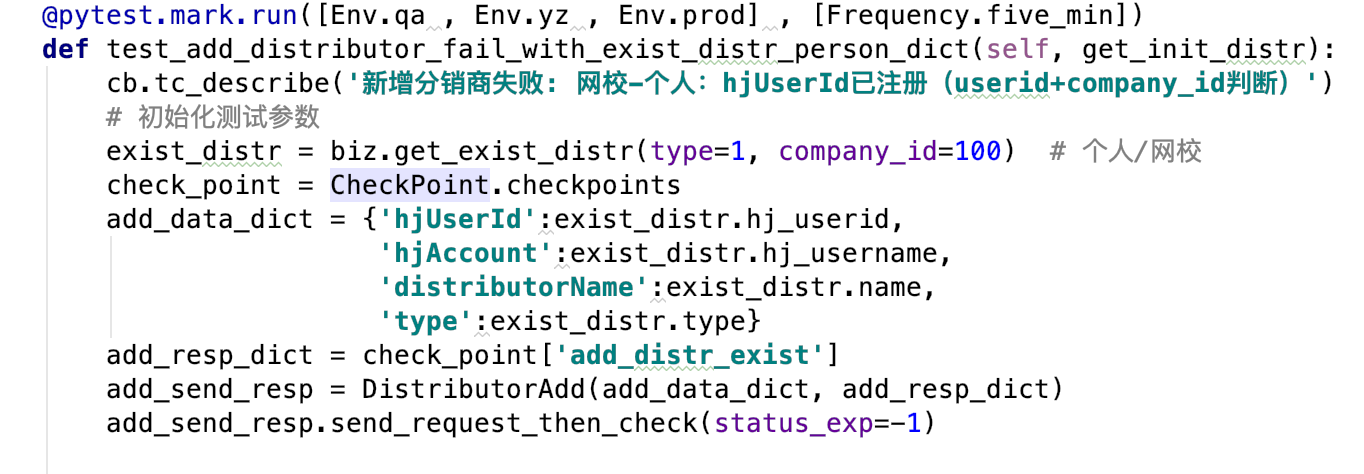 @pytest.mark.run([Env.qa , Env.yz , Env.prod] , [Frequency.five_min])
def test_add_distributor_fail_with_exist_distr_person_dict(self, get_init_distr):
cb.tc_describe('新增分销商失败: 网校-个人：hjUserId已注册（userid+company_id判断）')
# 初始化测试参数
exist_distr = biz.get_exist_distr(type=1, company_id=100)  # 个人/网校
check_point = CheckPoint.checkpoints
add_data_dict = {'hjUserId':exist_distr.hj_userid,
'hjAccount':exist_distr.hj_username,
'distributorName':exist_distr.name,
'type':exist_distr.type}
add_resp_dict = check_point['add_distr_exist']
add_send_resp = DistributorAdd(add_data_dict, add_resp_dict)
add_send_resp.send_request_then_check(status_exp=-1)